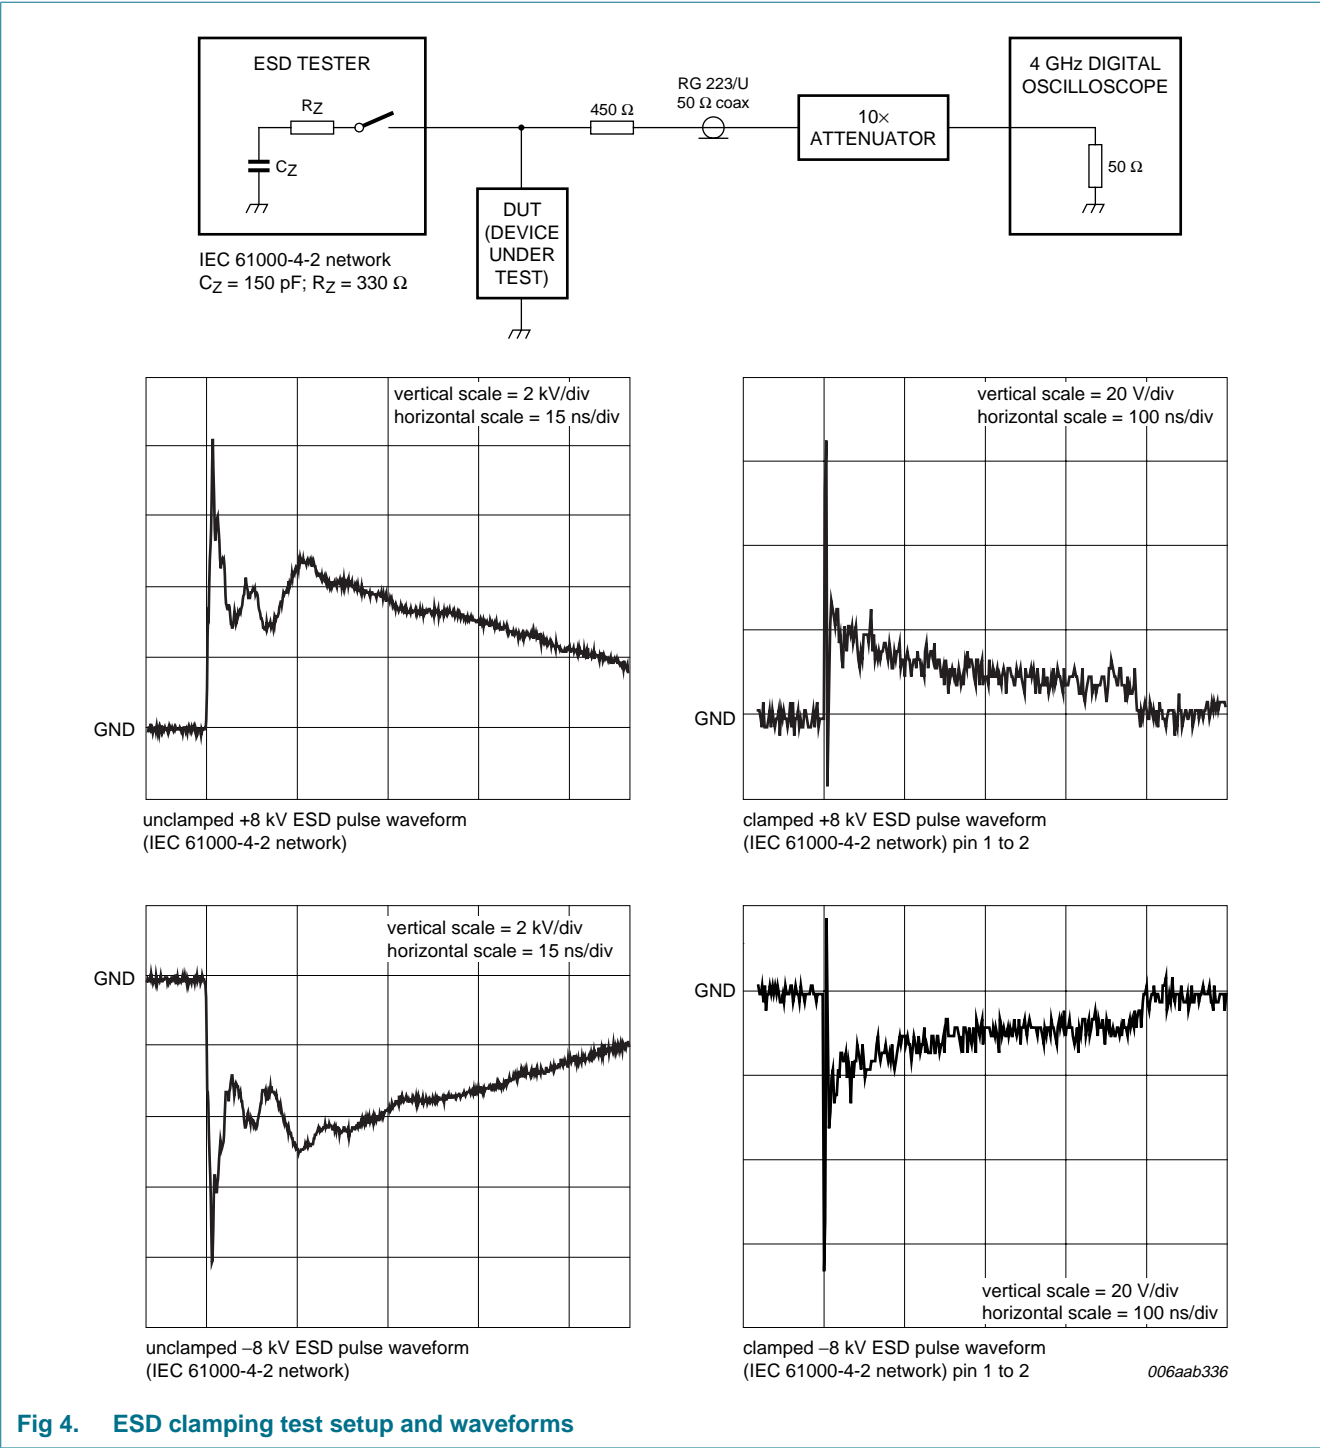 ESD TESTER
RZ
CZ
IEC 61000-4-2 network
CZ = 150 pF; RZ = 330 Ω
DUT
(DEVICE
UNDER
TEST)
450 Ω
RG 223/U
50 Ω coax
10×
ATTENUATOR
4 GHz DIGITAL
OSCILLOSCOPE
50 Ω
vertical scale = 2 kV/div
horizontal scale = 15 ns/div
GND
unclamped +8 kV ESD pulse waveform
(IEC 61000-4-2 network)
vertical scale = 20 V/div
horizontal scale = 100 ns/div
GND
clamped +8 kV ESD pulse waveform
(IEC 61000-4-2 network) pin 1 to 2
vertical scale = 2 kV/div
horizontal scale = 15 ns/div
GND
unclamped −8 kV ESD pulse waveform
(IEC 61000-4-2 network)
GND
vertical scale = 20 V/div
horizontal scale = 100 ns/div
clamped −8 kV ESD pulse waveform
(IEC 61000-4-2 network) pin 1 to 2
006aab336
Fig 4. ESD clamping test setup and waveforms